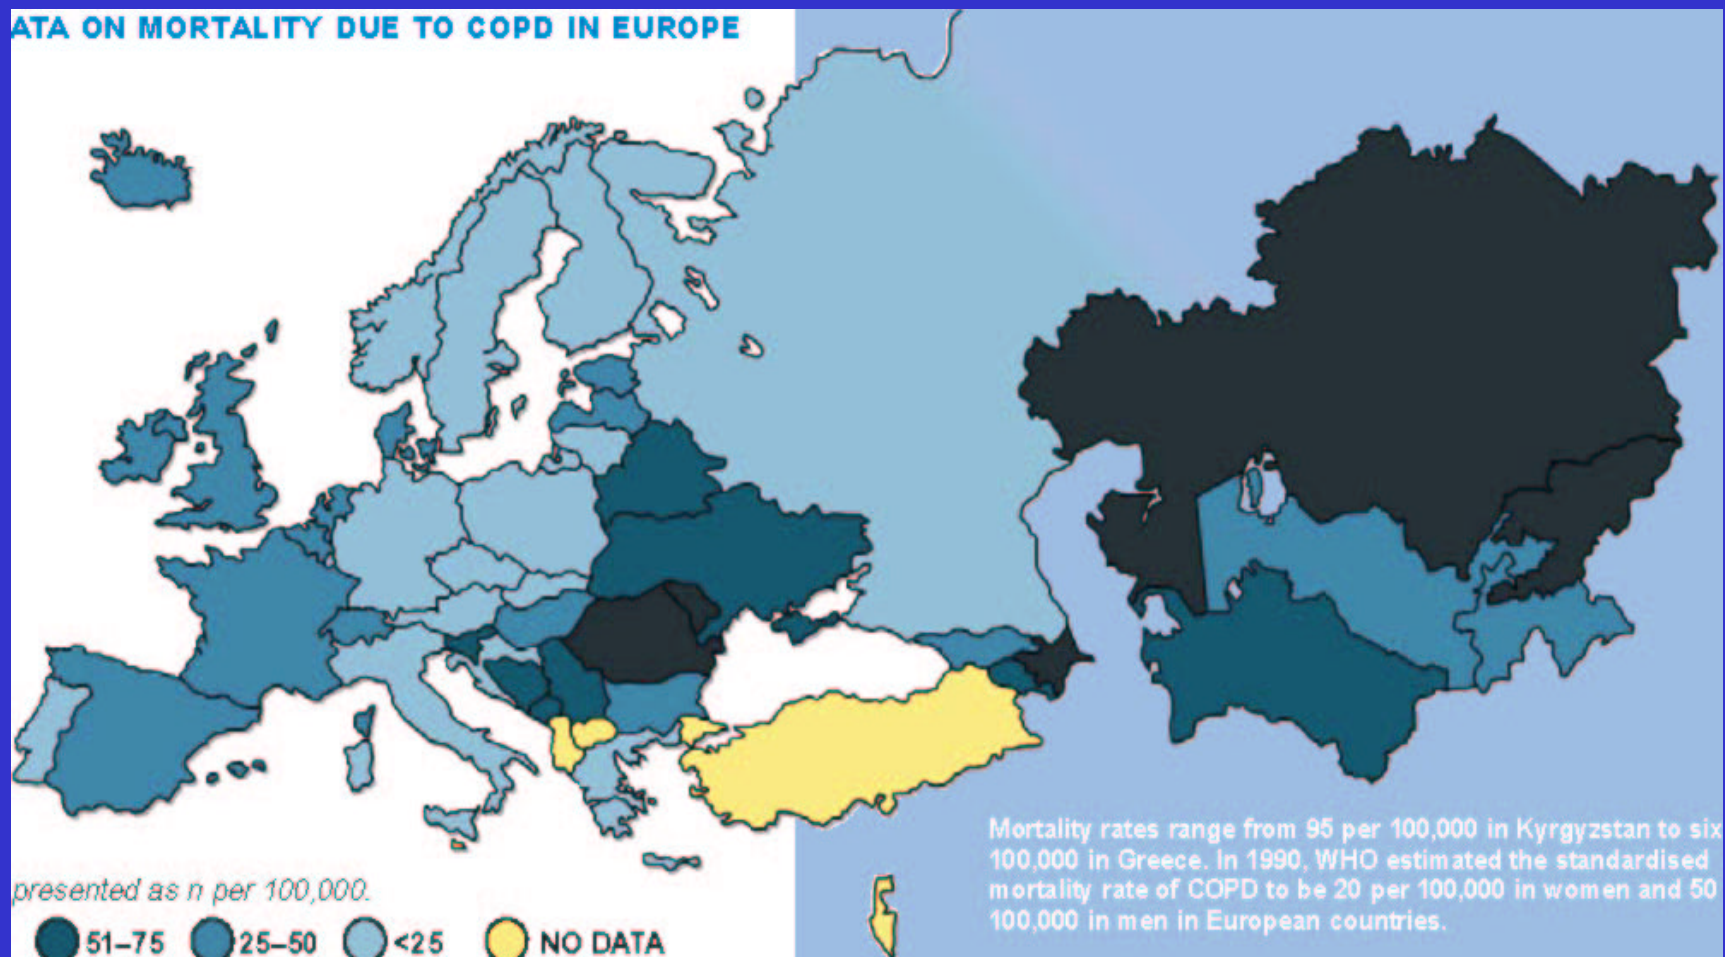 ATA ON MORTALITY DUE TO COPD IN EUROPE
Mortality rates range from 95 per 100,000 in Kyrgyzstan to six
100,000 in Greece. In 1990, WHO estimated the standardised
mortality rate of COPD to be 20 per 100,000 in women and 50
100,000 in men in European countries.
presented as n per 100,000.
51–75 25–50 <25 NO DATA